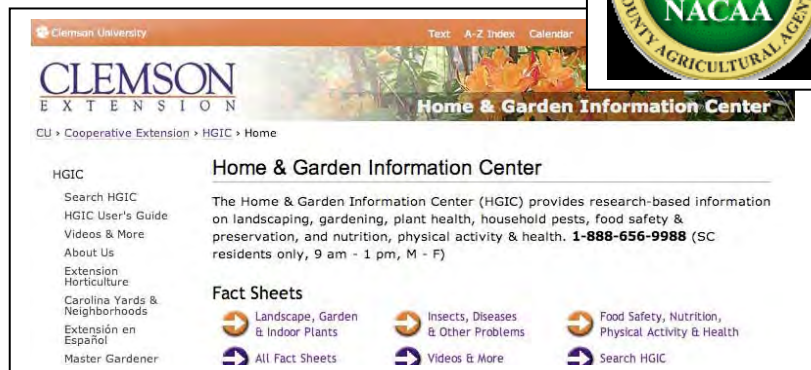 Clemson University
Text A-Z Index Calendar
NACAA
COUNTY AGRICULTURAL
CLEMSON
EXTENSION
Home & Garden Information Center
CU › Cooperative Extension › HGIC › Home
HGIC
Search HGIC
HGIC User's Guide
Videos & More
About Us
Extension
Horticulture
Carolina Yards &
Neighborhoods
Extensión en
Español
Master Gardener
Home & Garden Information Center
The Home & Garden Information Center (HGIC) provides research-based information
on landscaping, gardening, plant health, household pests, food safety &
preservation, and nutrition, physical activity & health. 1-888-656-9988 (SC
residents only, 9 am - 1 pm, M - F)
Fact Sheets
Landscape, Garden
& Indoor Plants
Insects, Diseases
& Other Problems
Food Safety, Nutrition,
Physical Activity & Health
All Fact Sheets
Videos & More
Search HGIC